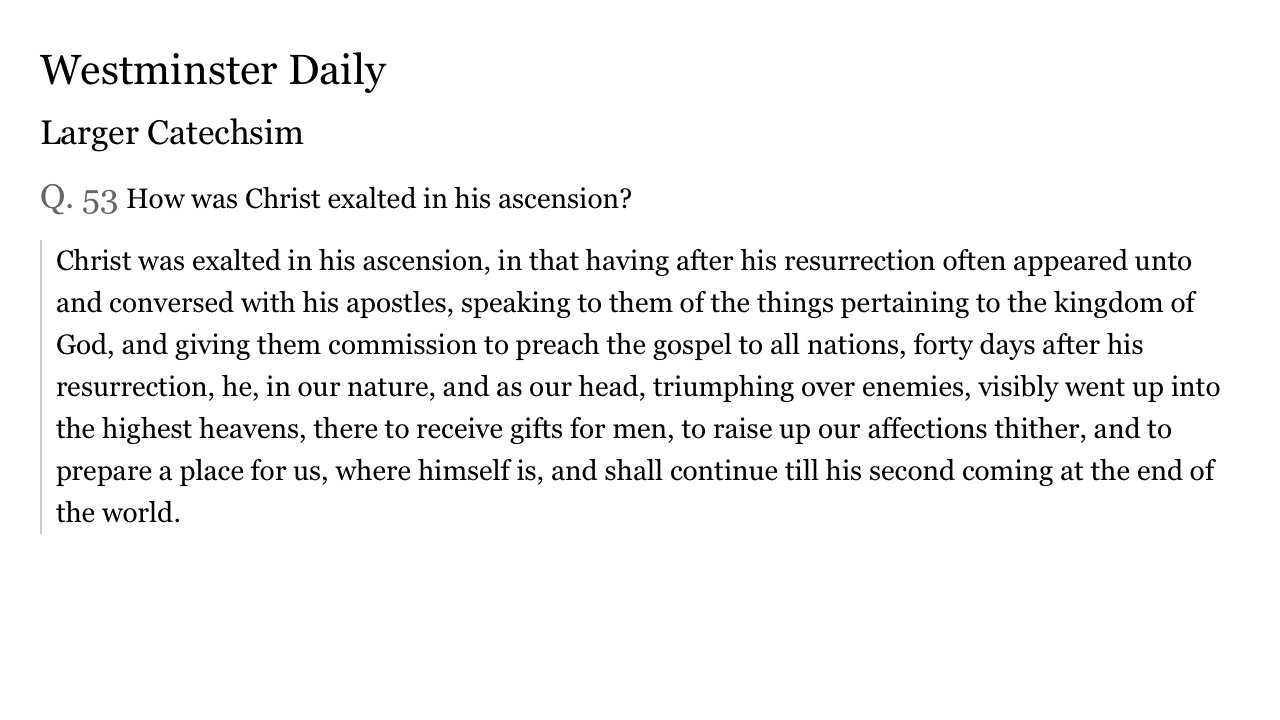 Westminster Daily
Larger Catechsim
Q. 53 How was Christ exalted in his ascension?
Christ was exalted in his ascension, in that having after his resurrection often appeared unto
and conversed with his apostles, speaking to them of the things pertaining to the kingdom of
God, and giving them commission to preach the gospel to all nations, forty days after his
resurrection, he, in our nature, and as our head, triumphing over enemies, visibly went up into
the highest heavens, there to receive gifts for men, to raise up our affections thither, and to
prepare a place for us, where himself is, and shall continue till his second coming at the end of
the world.